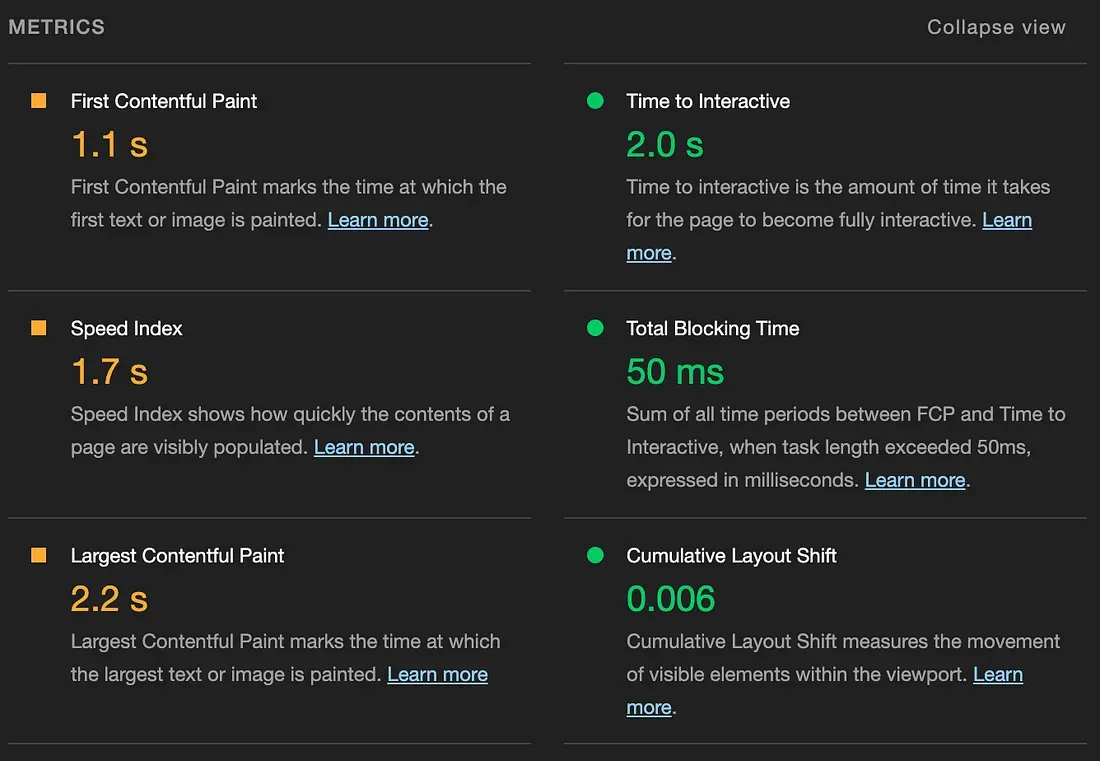 METRICS
Collapse view
First Contentful Paint
1.1 s
First Contentful Paint marks the time at which the
first text or image is painted. Learn more.
Time to Interactive
2.0 s
Time to interactive is the amount of time it takes
for the page to become fully interactive. Learn
more.
Speed Index
1.7 s
Speed Index shows how quickly the contents of a
page are visibly populated. Learn more.
Total Blocking Time
50 ms
Sum of all time periods between FCP and Time to
Interactive, when task length exceeded 50ms,
expressed in milliseconds. Learn more.
Largest Contentful Paint
2.2 s
Largest Contentful Paint marks the time at which
the largest text or image is painted. Learn more
Cumulative Layout Shift
0.006
Cumulative Layout Shift measures the movement
of visible elements within the viewport. Learn
more.